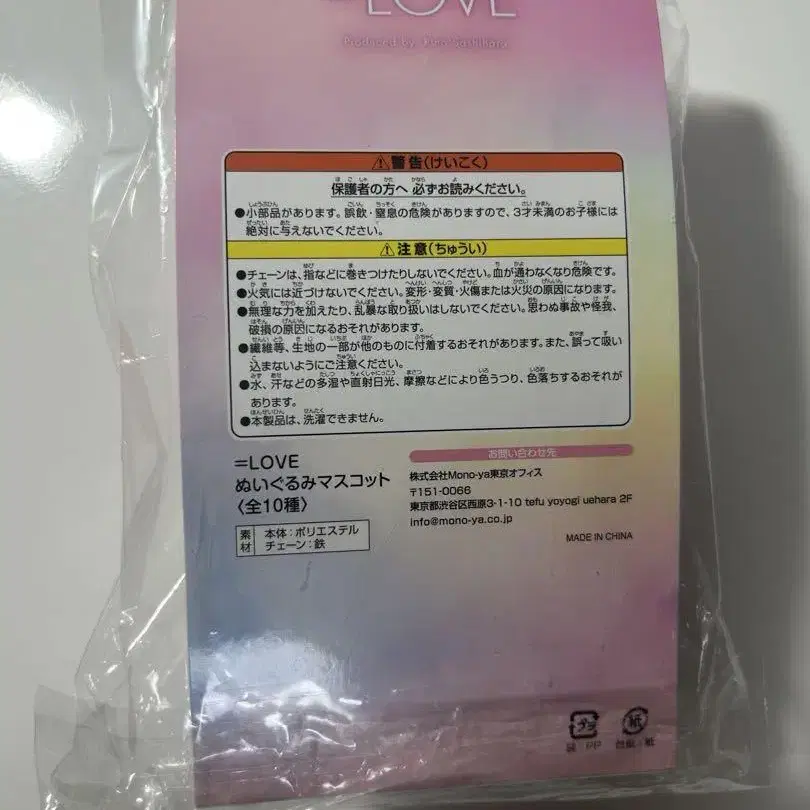 =LOVE
Produced by Rino Sashihara
⚠警告(けいこく)
保護者の方へ 必ずお読みください。
●小部品があります。誤飲・窒息の危険がありますので、3才未満のお子様には
絶対に与えないでください。
⚠注意(ちゅうい)
●チェーンは、指などに巻きつけたりしないでください。血が通わなくなり危険です。
●火気には近づけないでください。変形・変質・火傷または火災の原因になります。
●無理な力を加えたり、乱暴な取り扱いはしないでください。思わぬ事故や怪我、
破損の原因になるおそれがあります。
●繊維等、生地の一部が他のものに付着するおそれがあります。また、誤って吸い
込まないようにご注意ください。
●水、汗などの多湿や直射日光、摩擦などにより色うつり、色落ちするおそれが
あります。
●本製品は、洗濯できません。
=LOVE
ぬいぐるみマスコット
〈全10種〉
素材
本体:ポリエステル
チェーン:鉄
お問い合わせ先
株式会社Mono-ya東京オフィス
〒151-0066
東京都渋谷区西原3-1-10 tefu yoyogi uehara 2F
info@mono-ya.co.jp
MADE IN CHINA
プラ
袋:PP
紙
台紙:紙